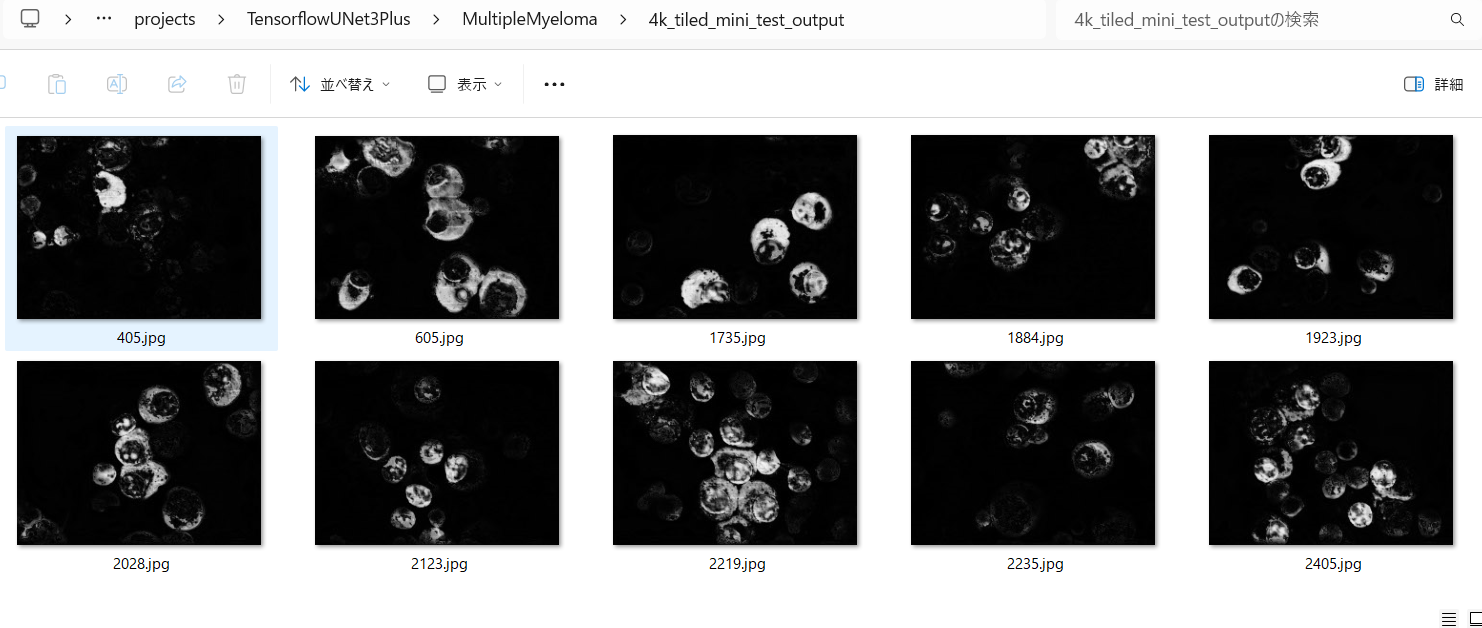 projects > TensorflowUNet3Plus > MultipleMyeloma > 4k_tiled_mini_test_output
4k_tiled_mini_test_outputの検索
並べ替え 表示 詳細
405.jpg 605.jpg 1735.jpg 1884.jpg 1923.jpg
2028.jpg 2123.jpg 2219.jpg 2235.jpg 2405.jpg